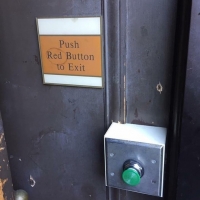 Push
Red Button
to Exit